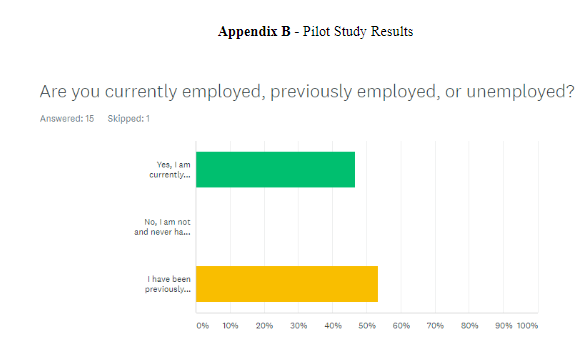 Appendix B - Pilot Study Results
Are you currently employed, previously employed, or unemployed?
Answered: 15 Skipped: 1
Yes, I am
currently...
No, I am not
and never ha...
I have been
previously...
0% 10% 20% 30% 40% 50% 60% 70% 80% 90% 100%